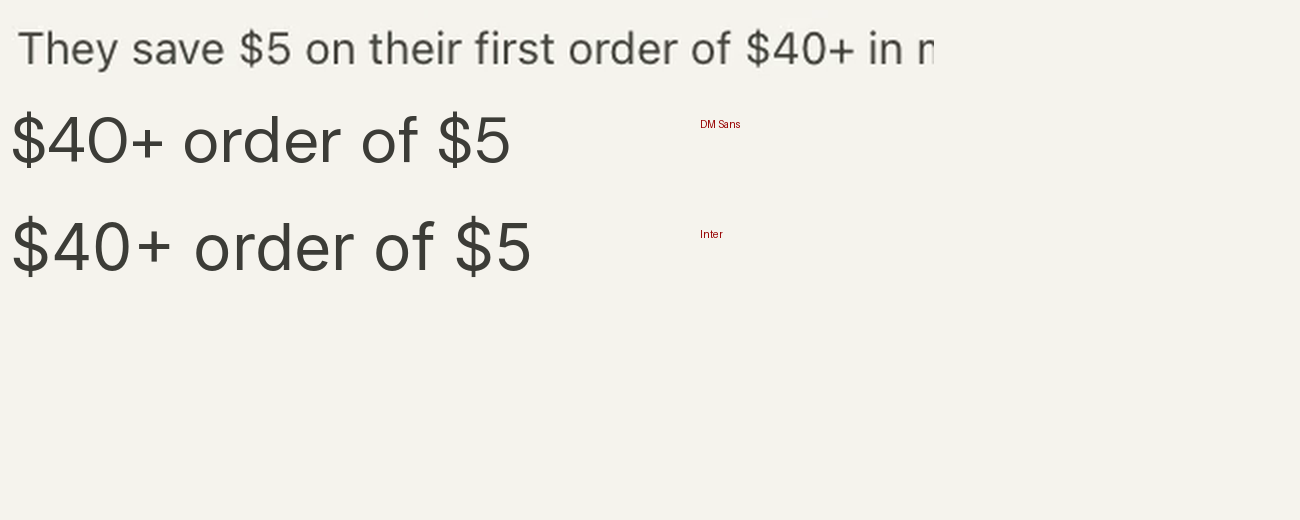 They save $5 on their first order of $40+ in
$40+ order of $5
DM Sans
$40+ order of $5
Inter